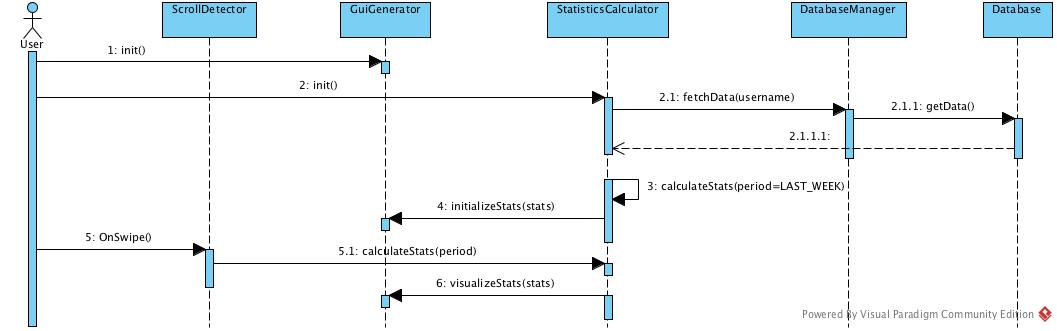 ScrollDetector
GuiGenerator
StatisticsCalculator
DatabaseManager
Database
User
1: init()
2: init()
2.1: fetchData(username)
2.1.1: getData()
2.1.1.1:
3: calculateStats(period=LAST_WEEK)
4: initializeStats(stats)
5: OnSwipe()
5.1: calculateStats(period)
6: visualizeStats(stats)
Powered By Visual Paradigm Community Edition